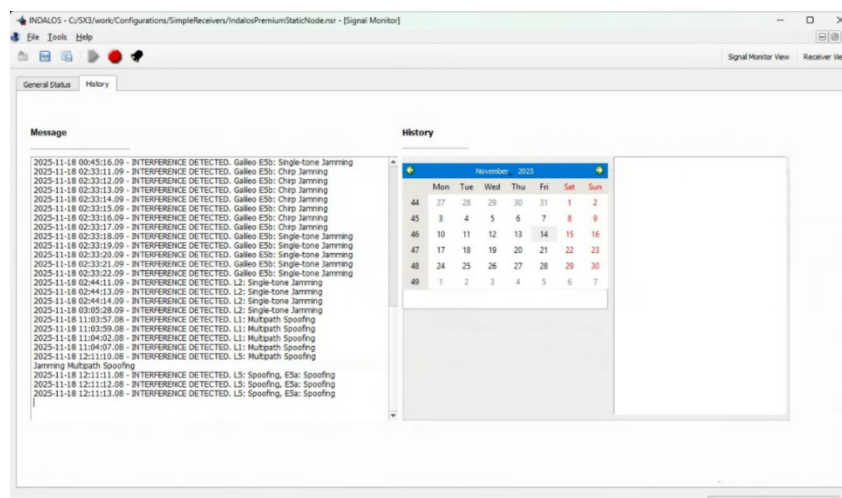 INDALOS - C:/SX3/work/Configurations/SimpleReceivers/IndalosPremiumStaticNode.nsr - [Signal Monitor]
File Tools Help
Signal Monitor View Receiver Vie
General Status History
Message
2025-11-18 00:45:16.09 - INTERFERENCE DETECTED. Galileo E5b: Single-tone Jamming
2025-11-18 02:33:11.09 - INTERFERENCE DETECTED. Galileo E5b: Chirp Jamming
2025-11-18 02:33:12.09 - INTERFERENCE DETECTED. Galileo E5b: Chirp Jamming
2025-11-18 02:33:13.09 - INTERFERENCE DETECTED. Galileo E5b: Chirp Jamming
2025-11-18 02:33:14.09 - INTERFERENCE DETECTED. Galileo E5b: Chirp Jamming
2025-11-18 02:33:15.09 - INTERFERENCE DETECTED. Galileo E5b: Chirp Jamming
2025-11-18 02:33:16.09 - INTERFERENCE DETECTED. Galileo E5b: Chirp Jamming
2025-11-18 02:33:17.09 - INTERFERENCE DETECTED. Galileo E5b: Chirp Jamming
2025-11-18 02:33:18.09 - INTERFERENCE DETECTED. Galileo E5b: Single-tone Jamming
2025-11-18 02:33:19.09 - INTERFERENCE DETECTED. Galileo E5b: Single-tone Jamming
2025-11-18 02:33:20.09 - INTERFERENCE DETECTED. Galileo E5b: Single-tone Jamming
2025-11-18 02:33:21.09 - INTERFERENCE DETECTED. Galileo E5b: Single-tone Jamming
2025-11-18 02:33:22.09 - INTERFERENCE DETECTED. Galileo E5b: Single-tone Jamming
2025-11-18 02:44:11.09 - INTERFERENCE DETECTED. L2: Single-tone Jamming
2025-11-18 02:44:13.09 - INTERFERENCE DETECTED. L2: Single-tone Jamming
2025-11-18 02:44:14.09 - INTERFERENCE DETECTED. L2: Single-tone Jamming
2025-11-18 03:05:28.09 - INTERFERENCE DETECTED. L2: Single-tone Jamming
2025-11-18 11:03:57.08 - INTERFERENCE DETECTED. L1: Multipath Spoofing
2025-11-18 11:03:59.08 - INTERFERENCE DETECTED. L1: Multipath Spoofing
2025-11-18 11:04:02.08 - INTERFERENCE DETECTED. L1: Multipath Spoofing
2025-11-18 11:04:07.08 - INTERFERENCE DETECTED. L1: Multipath Spoofing
2025-11-18 12:11:10.08 - INTERFERENCE DETECTED. L5: Multipath Spoofing
Jamming Multipath Spoofing
2025-11-18 12:11:11.08 - INTERFERENCE DETECTED. L5: Spoofing, E5a: Spoofing
2025-11-18 12:11:12.08 - INTERFERENCE DETECTED. L5: Spoofing, E5a: Spoofing
2025-11-18 12:11:13.08 - INTERFERENCE DETECTED. L5: Spoofing, E5a: Spoofing
History
November, 2025
Mon Tue Wed Thu Fri Sat Sun
44 27 28 29 30 31 1 2
45 3 4 5 6 7 8 9
46 10 11 12 13 14 15 16
47 17 18 19 20 21 22 23
48 24 25 26 27 28 29 30
49 1 2 3 4 5 6 7